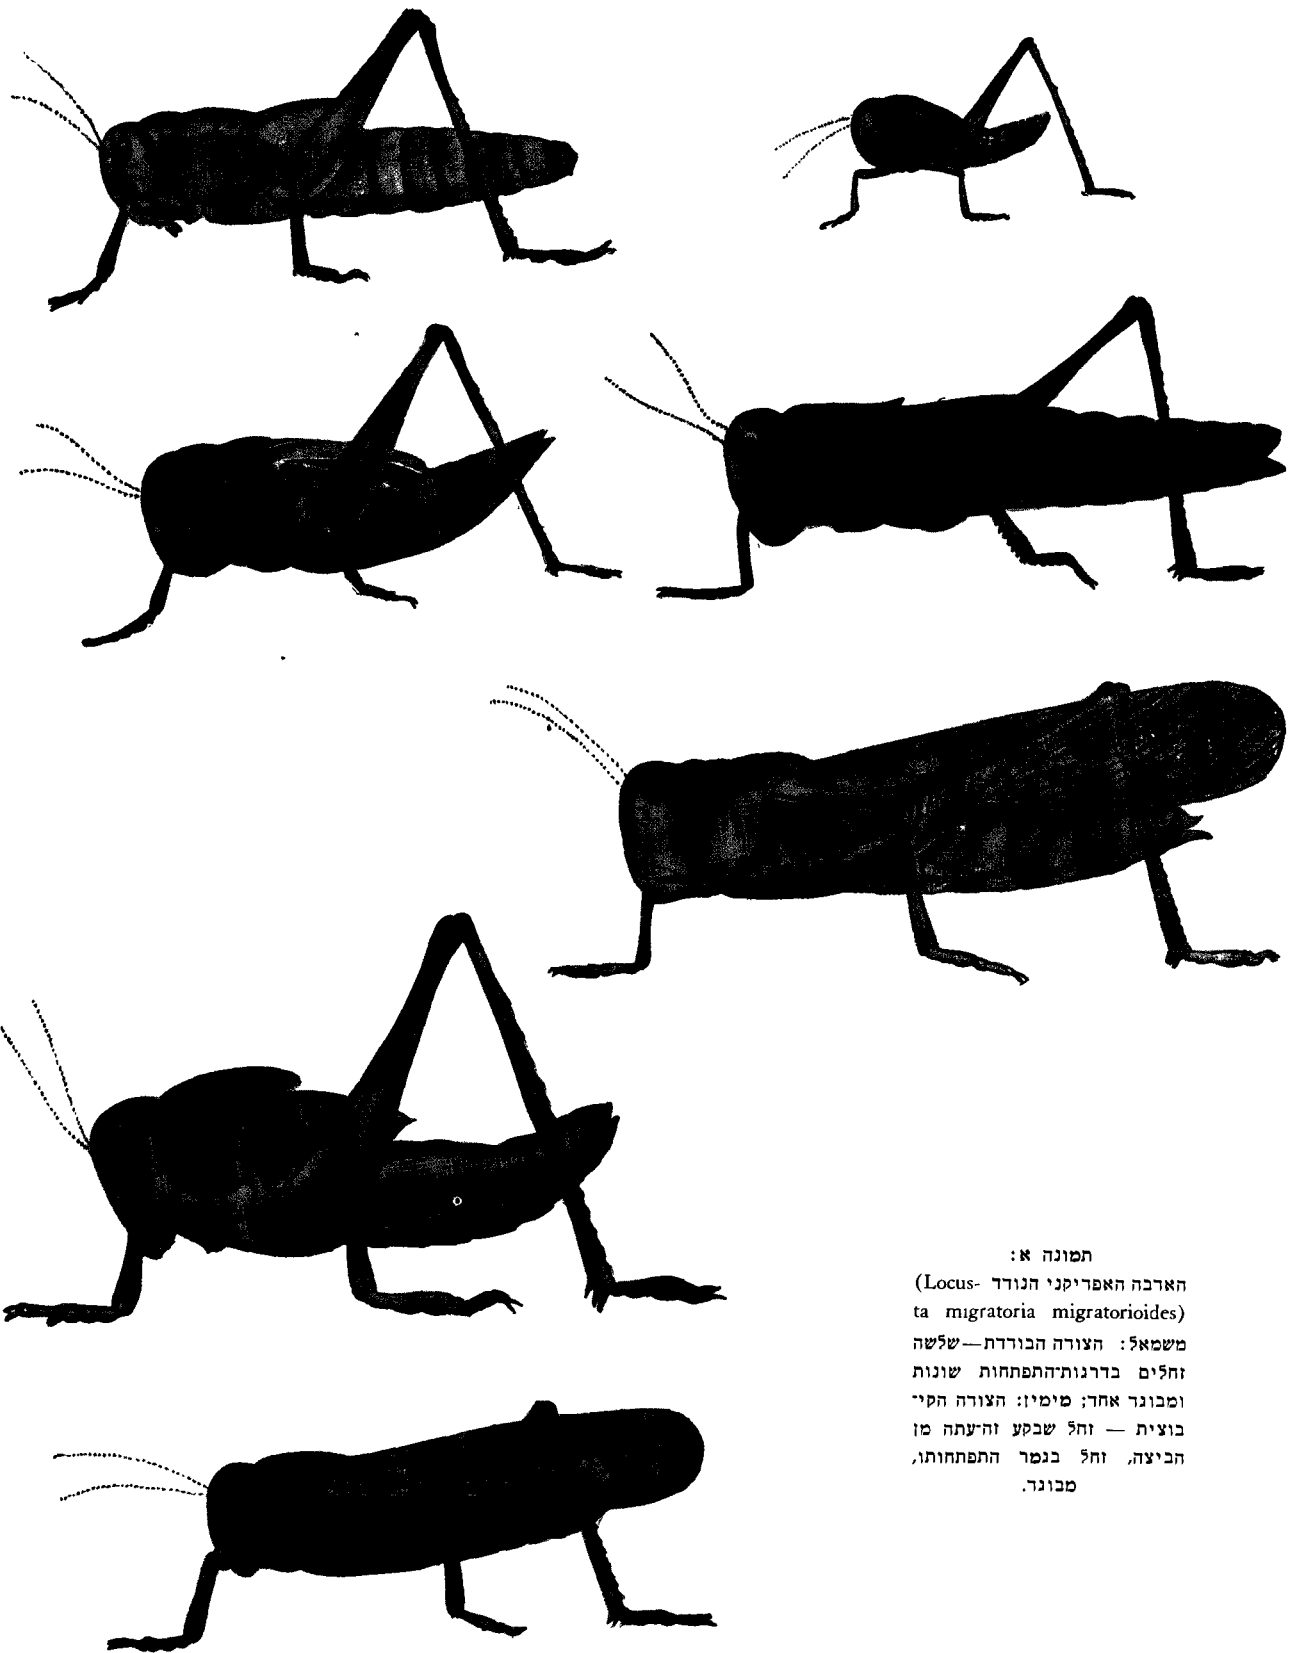 תמונה א:
הארבה האפריקני הנודד (Locus-
ta migratoria migratorioides)
משמאל: הצורה הבודדת—שלשה
זחלים בדרגות־התפתחות שונות
ומבוגר אחד; מימין: הצורה הקי־
בוצית — זחל שבקע זה־עתה מן
הביצה, זחל בגמר התפתחותו,
מבוגר.